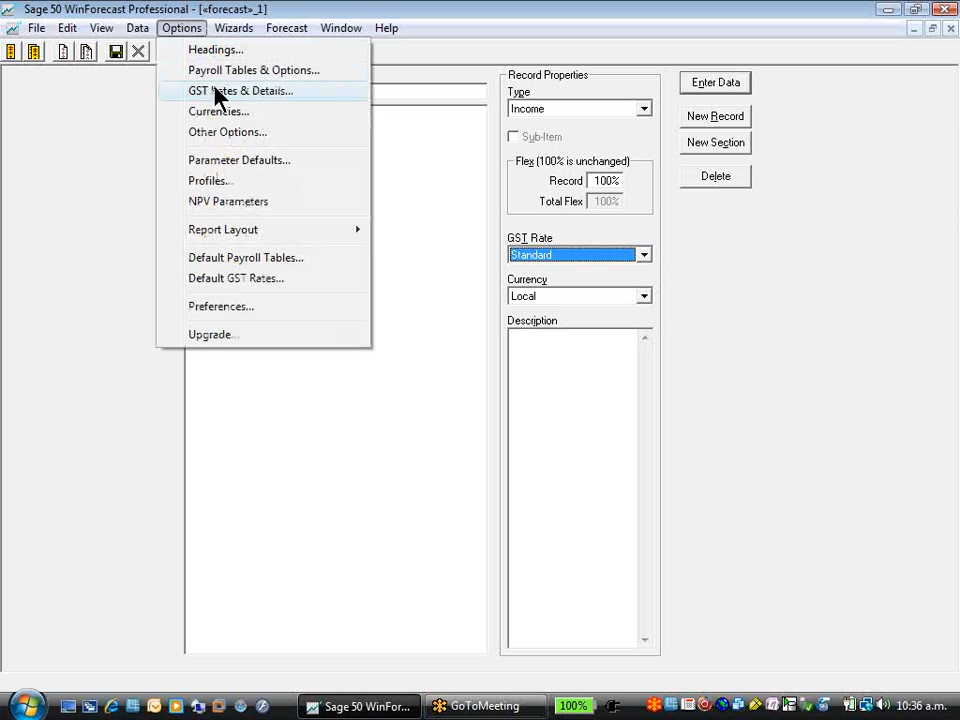 Sage 50 WinForecast Professional - [«forecast»_1]
File Edit View Data Options Wizards Forecast Window Help
Headings...
Payroll Tables & Options...
GST Rates & Details...
Currencies...
Other Options...
Parameter Defaults...
Profiles...
NPV Parameters
Report Layout
Default Payroll Tables...
Default GST Rates...
Preferences...
Upgrade...
Record Properties
Type
Income
Sub-Item
Flex (100% is unchanged)
Record 100%
Total Flex 100%
GST Rate
Standard
Currency
Local
Description
Enter Data
New Record
New Section
Delete
Sage 50 WinFor...
GoToMeeting
100%
10:36 a.m.